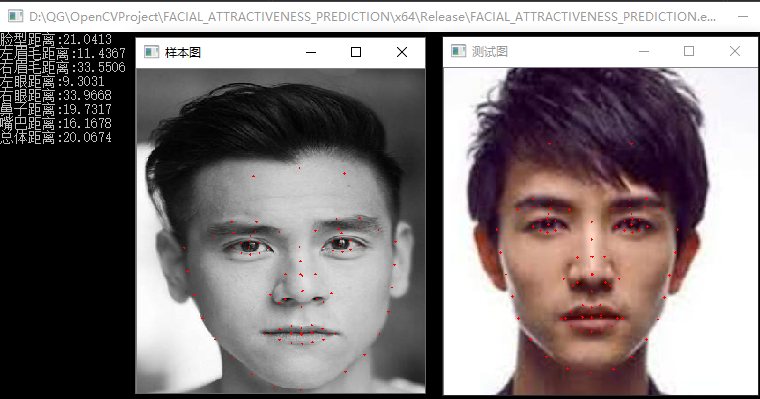 D:\QG\OpenCVProject\FACIAL_ATTRACTIVENESS_PREDICTION\x64\Release\FACIAL_ATTRACTIVENESS_PREDICTION.e...
脸型距离:21.0413
左眉毛距离:11.4367
右眉毛距离:33.5506
左眼距离:9.3031
右眼距离:33.9668
鼻子距离:19.7317
嘴巴距离:16.1678
总体距离:20.0674
样本图
测试图